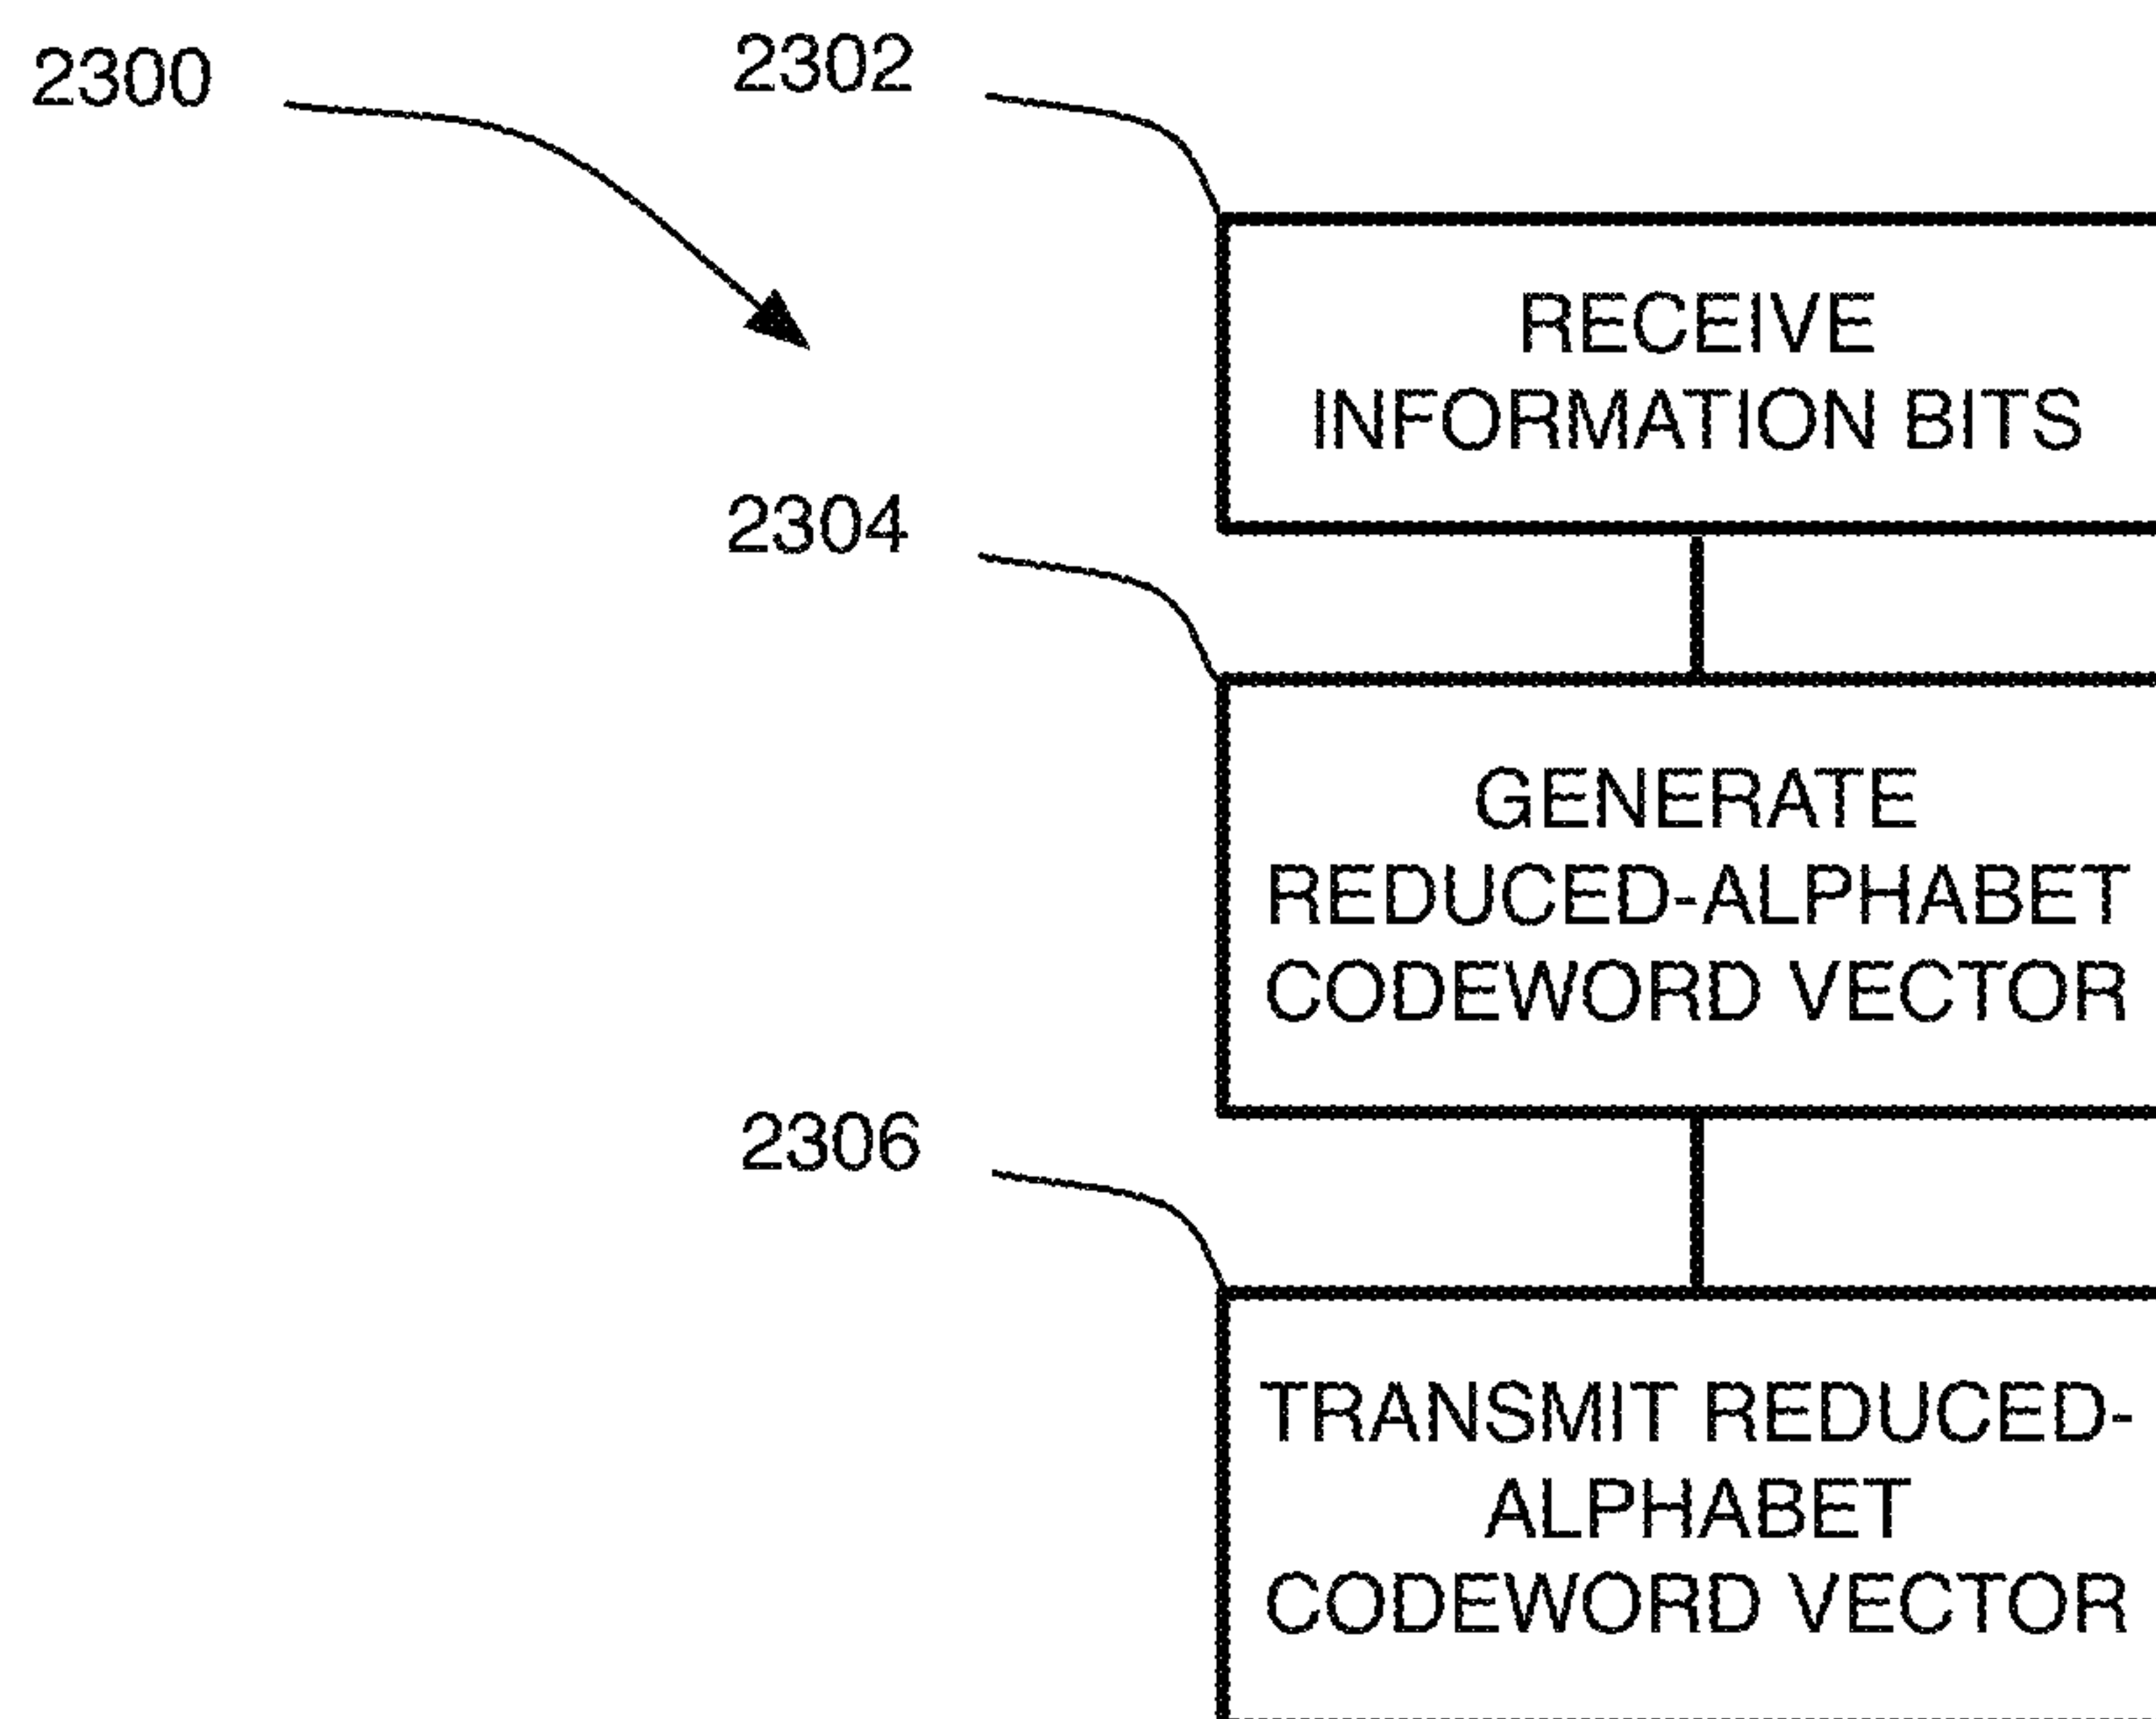 2300
2302
RECEIVE
INFORMATION BITS
2304
GENERATE
REDUCED-ALPHABET
CODEWORD VECTOR
2306
TRANSMIT REDUCED-
ALPHABET
CODEWORD VECTOR